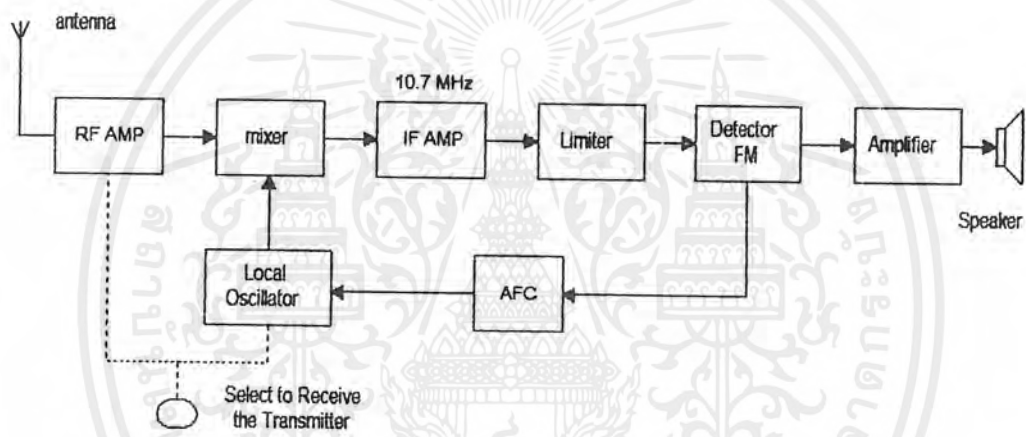 antenna
10.7 MHz
RF AMP
mixer
IF AMP
Limiter
Detector
FM
Amplifier
Speaker
Local
Oscillator
AFC
Select to Receive
the Transmitter